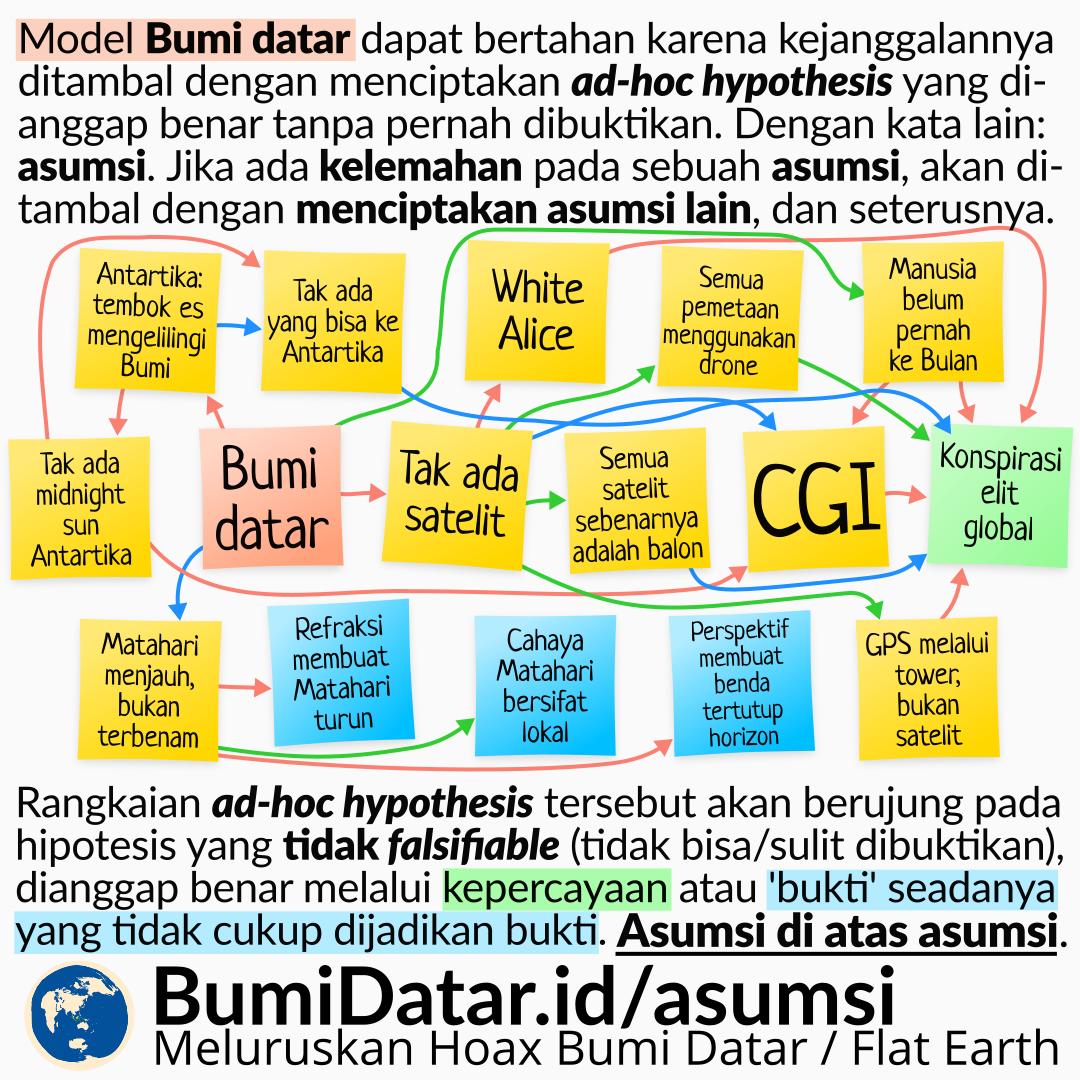 Model Bumi datar dapat bertahan karena kejanggalannya
ditambal dengan menciptakan ad-hoc hypothesis yang di-
anggap benar tanpa pernah dibuktikan. Dengan kata lain:
asumsi. Jika ada kelemahan pada sebuah asumsi, akan di-
tambal dengan menciptakan asumsi lain, dan seterusnya.
Antartika:
tembok es
mengelilingi
Bumi
Tak ada
yang bisa ke
Antartika
White
Alice
Semua
pemetaan
menggunakan
drone
Manusia
belum
pernah
ke Bulan
Tak ada
midnight
sun
Antartika
Bumi
datar
Tak ada
satelit
Semua
satelit
sebenarnya
adalah balon
CGI
Konspirasi
elit
global
Matahari
menjauh,
bukan
terbenam
Refraksi
membuat
Matahari
turun
Cahaya
Matahari
bersifat
lokal
Perspektif
membuat
benda
tertutup
horizon
GPS melalui
tower,
bukan
satelit
Rangkaian ad-hoc hypothesis tersebut akan berujung pada
hipotesis yang tidak falsifiable (tidak bisa/sulit dibuktikan),
dianggap benar melalui kepercayaan atau 'bukti' seadanya
yang tidak cukup dijadikan bukti. Asumsi di atas asumsi.
BumiDatar.id/asumsi
Meluruskan Hoax Bumi Datar / Flat Earth